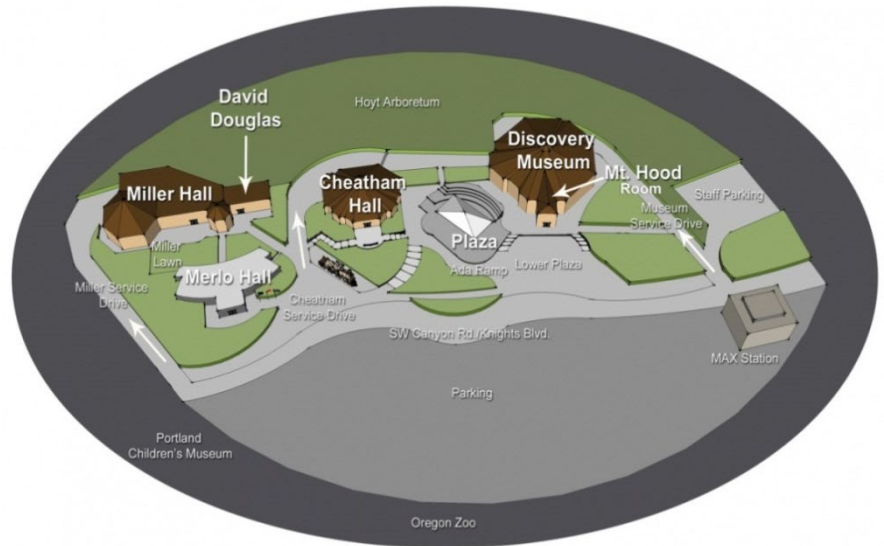 Hoyt Arboretum
David
Douglas
Discovery
Museum
Mt. Hood
Room
Miller Hall
Cheatham
Hall
Staff Parking
Museum
Service Drive
Plaza
Miller
Lawn
Merlo Hall
Ada Ramp
Lower Plaza
Miller Service
Drive
Cheatham
Service Drive
SW Canyon Rd /Knights Blvd.
MAX Station
Parking
Portland
Children's Museum
Oregon Zoo